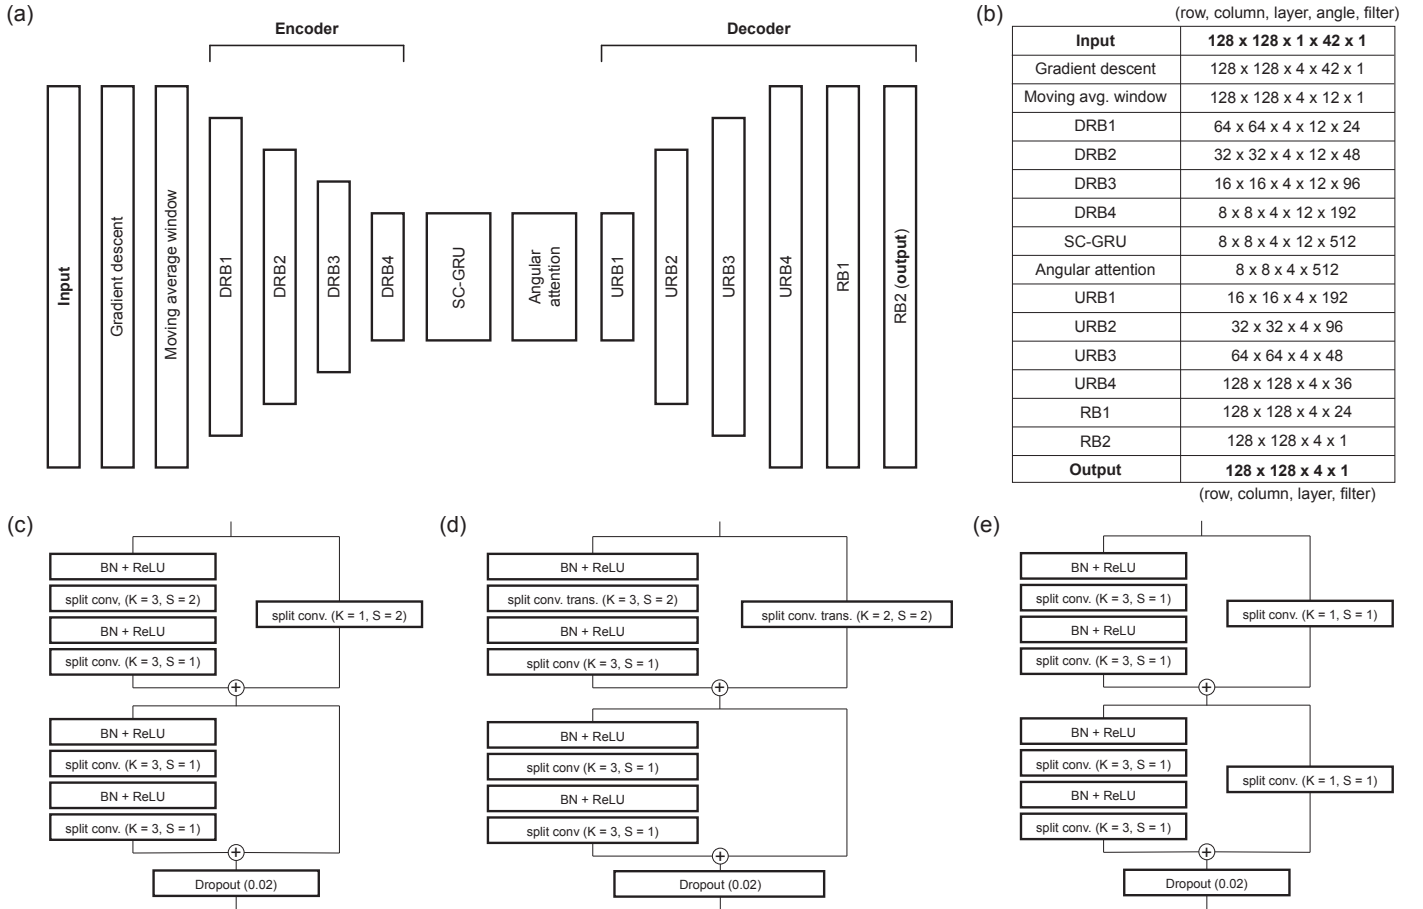 (a)
Encoder
Decoder
Input
Gradient descent
Moving average window
DRB1
DRB2
DRB3
DRB4
SC-GRU
Angular
attention
URB1
URB2
URB3
URB4
RB1
RB2 (output)
(b)
(row, column, layer, angle, filter)
Input 128 x 128 x 1 x 42 x 1
Gradient descent 128 x 128 x 4 x 42 x 1
Moving avg. window 128 x 128 x 4 x 12 x 1
DRB1 64 x 64 x 4 x 12 x 24
DRB2 32 x 32 x 4 x 12 x 48
DRB3 16 x 16 x 4 x 12 x 96
DRB4 8 x 8 x 4 x 12 x 192
SC-GRU 8 x 8 x 4 x 12 x 512
Angular attention 8 x 8 x 4 x 512
URB1 16 x 16 x 4 x 192
URB2 32 x 32 x 4 x 96
URB3 64 x 64 x 4 x 48
URB4 128 x 128 x 4 x 36
RB1 128 x 128 x 4 x 24
RB2 128 x 128 x 4 x 1
Output 128 x 128 x 4 x 1
(row, column, layer, filter)
(c)
BN + ReLU
split conv, (K = 3, S = 2)
split conv. (K = 1, S = 2)
BN + ReLU
split conv. (K = 3, S = 1)
+
BN + ReLU
split conv. (K = 3, S = 1)
BN + ReLU
split conv. (K = 3, S = 1)
+
Dropout (0.02)
(d)
BN + ReLU
split conv. trans. (K = 3, S = 2)
split conv. trans. (K = 2, S = 2)
BN + ReLU
split conv (K = 3, S = 1)
+
BN + ReLU
split conv (K = 3, S = 1)
BN + ReLU
split conv (K = 3, S = 1)
+
Dropout (0.02)
(e)
BN + ReLU
split conv. (K = 3, S = 1)
split conv. (K = 1, S = 1)
BN + ReLU
split conv. (K = 3, S = 1)
+
BN + ReLU
split conv. (K = 3, S = 1)
split conv. (K = 1, S = 1)
BN + ReLU
split conv. (K = 3, S = 1)
+
Dropout (0.02)